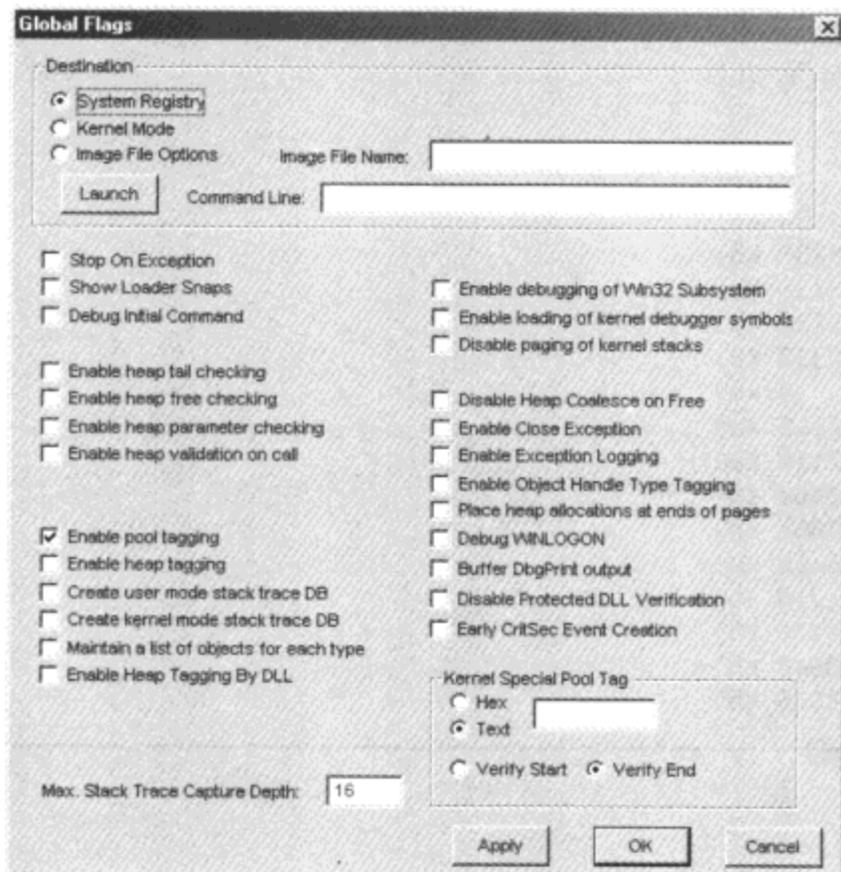 Global Flags
Destination
System Registry
Kernel Mode
Image File Options
Image File Name:
Launch
Command Line:
Stop On Exception
Show Loader Snaps
Debug Initial Command
Enable heap tail checking
Enable heap free checking
Enable heap parameter checking
Enable heap validation on call
Enable pool tagging
Enable heap tagging
Create user mode stack trace DB
Create kernel mode stack trace DB
Maintain a list of objects for each type
Enable Heap Tagging By DLL
Enable debugging of Win32 Subsystem
Enable loading of kernel debugger symbols
Disable paging of kernel stacks
Disable Heap Coalesce on Free
Enable Close Exception
Enable Exception Logging
Enable Object Handle Type Tagging
Place heap allocations at ends of pages
Debug WINLOGON
Buffer DbgPrint output
Disable Protected DLL Verification
Early CritSec Event Creation
Kernel Special Pool Tag
Hex
Text
Verify Start
Verify End
Max. Stack Trace Capture Depth:
16
Apply
OK
Cancel